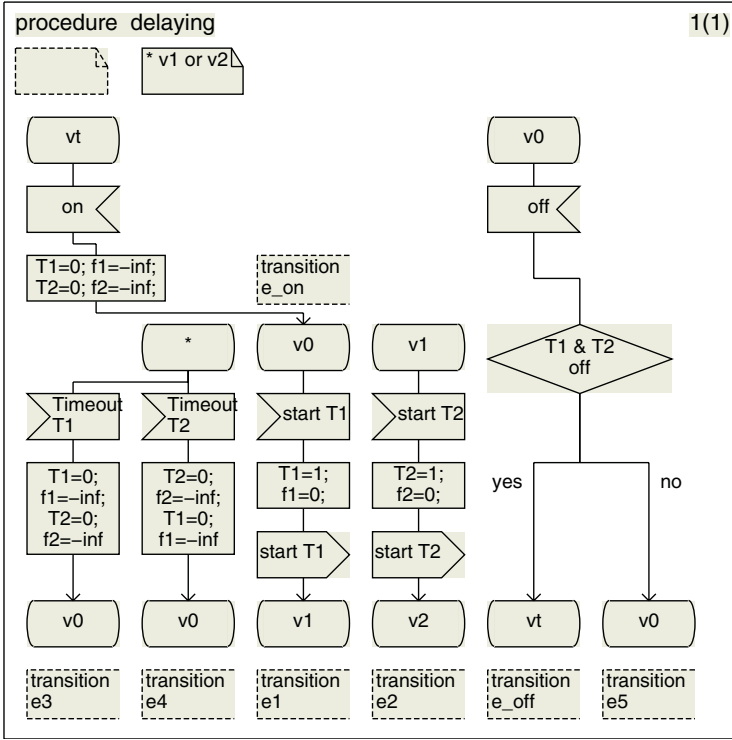 procedure delaying
1(1)
* v1 or v2
vt
v0
on
off
T1=0; f1=−inf;
T2=0; f2=−inf;
transition
e_on
*
v0
v1
T1 & T2
off
Timeout
T1
Timeout
T2
start T1
start T2
T1=0;
f1=−inf;
T2=0;
f2=−inf
T2=0;
f2=−inf;
T1=0;
f1=−inf
T1=1;
f1=0;
T2=1;
f2=0;
yes
no
start T1
start T2
v0
v0
v1
v2
vt
v0
transition
e3
transition
e4
transition
e1
transition
e2
transition
e_off
transition
e5